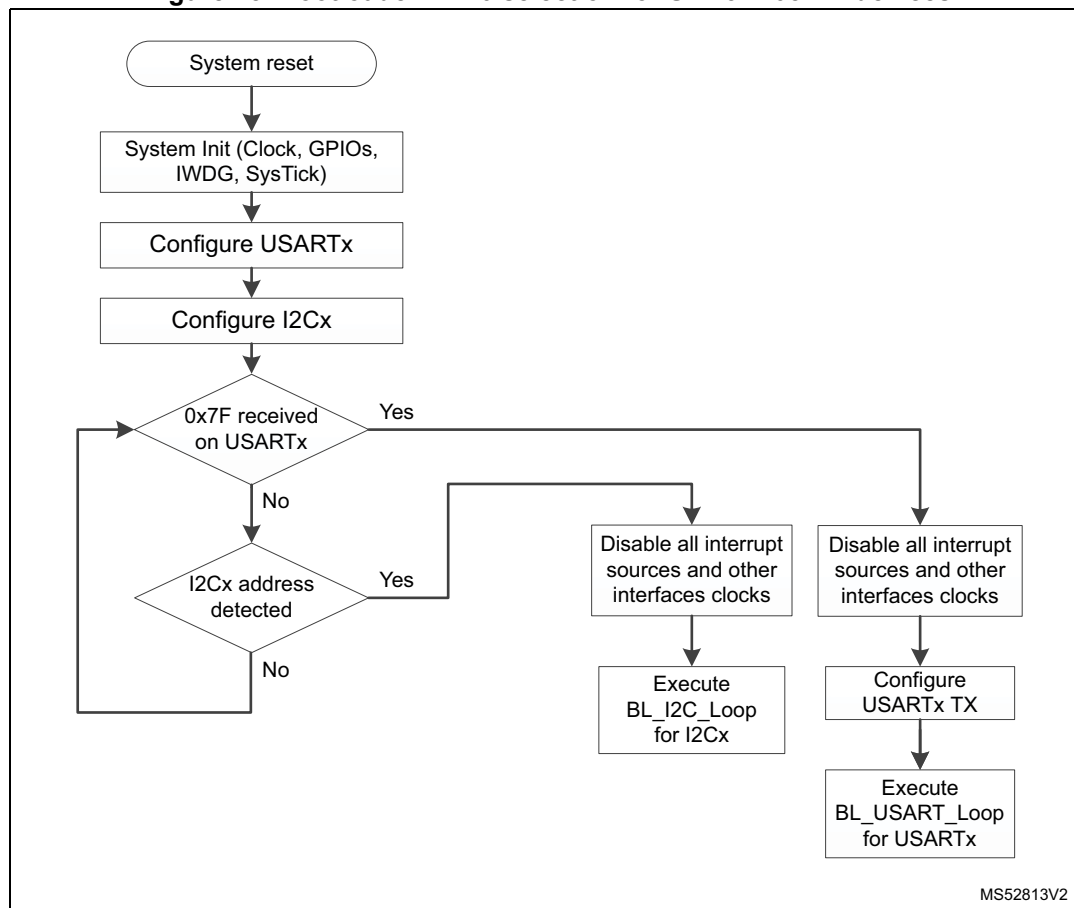 System reset
System Init (Clock, GPIOs,
IWDG, SysTick)
Configure USARTx
Configure I2Cx
0x7F received
on USARTx
Yes
No
I2Cx address
detected
Yes
No
Disable all interrupt
sources and other
interfaces clocks
Execute
BL_I2C_Loop
for I2Cx
Disable all interrupt
sources and other
interfaces clocks
Configure
USARTx TX
Execute
BL_USART_Loop
for USARTx
MS52813V2